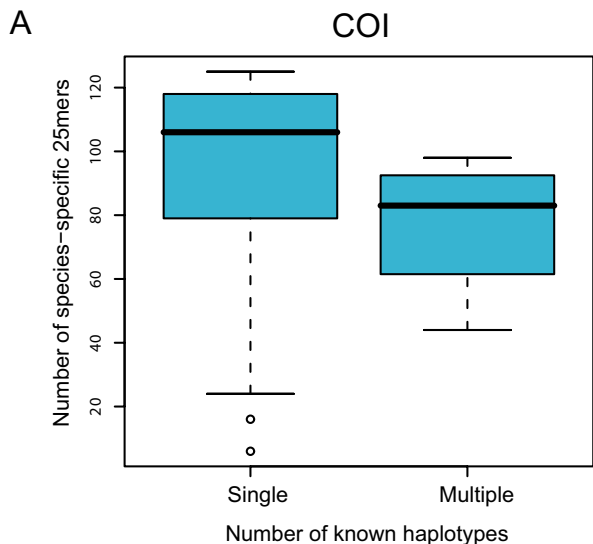 A
COI
Number of species−specific 25mers
120
100
80
60
40
20
Single Multiple
Number of known haplotypes